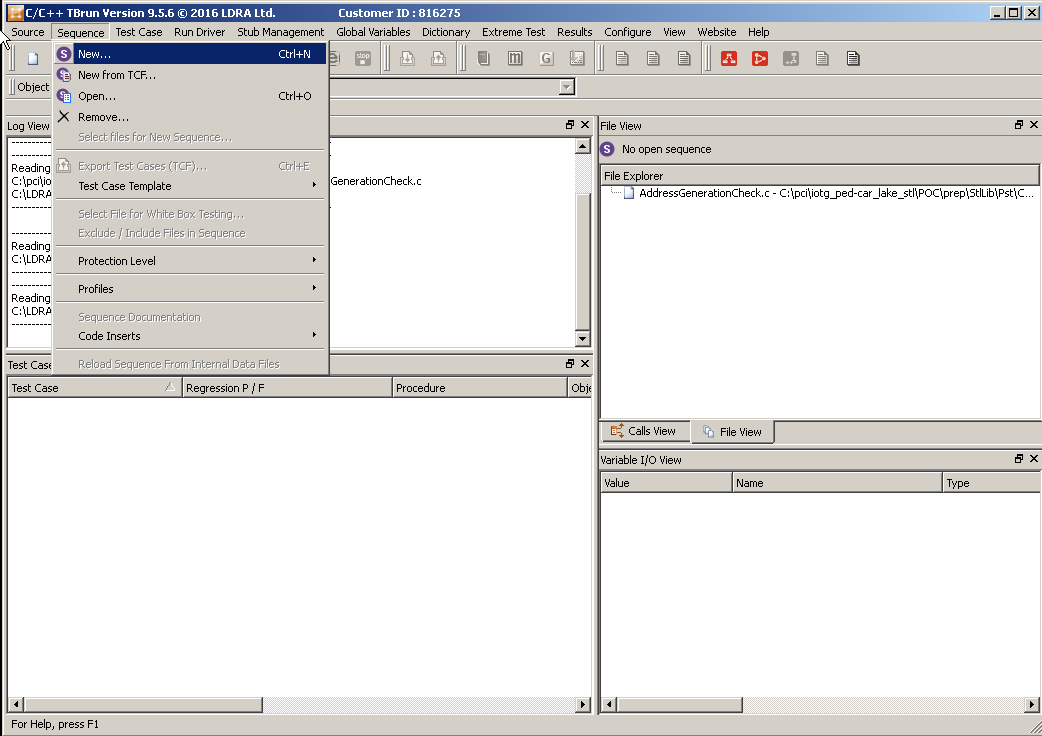 C/C++ TBrun Version 9.5.6 © 2016 LDRA Ltd. Customer ID : 816275
Source Sequence Test Case Run Driver Stub Management Global Variables Dictionary Extreme Test Results Configure View Website Help
New... Ctrl+N
New from TCF...
Open... Ctrl+O
Remove...
Select files for New Sequence...
Export Test Cases (TCF)... Ctrl+E
Test Case Template
Select File for White Box Testing...
Exclude / Include Files in Sequence
Protection Level
Profiles
Sequence Documentation
Code Inserts
Reload Sequence From Internal Data Files
stop
m
G
Object
Log View
Reading
C:\pci\io GenerationCheck.c
C:\LDRA
Reading
C:\LDRA
Reading
C:\LDRA
File View
No open sequence
File Explorer
AddressGenerationCheck.c - C:\pci\iotg_ped-car_lake_stl\POC\prep\StlLib\Pst\C...
Calls View File View
Test Case
Test Case Regression P / F Procedure Obje
Variable I/O View
Value Name Type
For Help, press F1